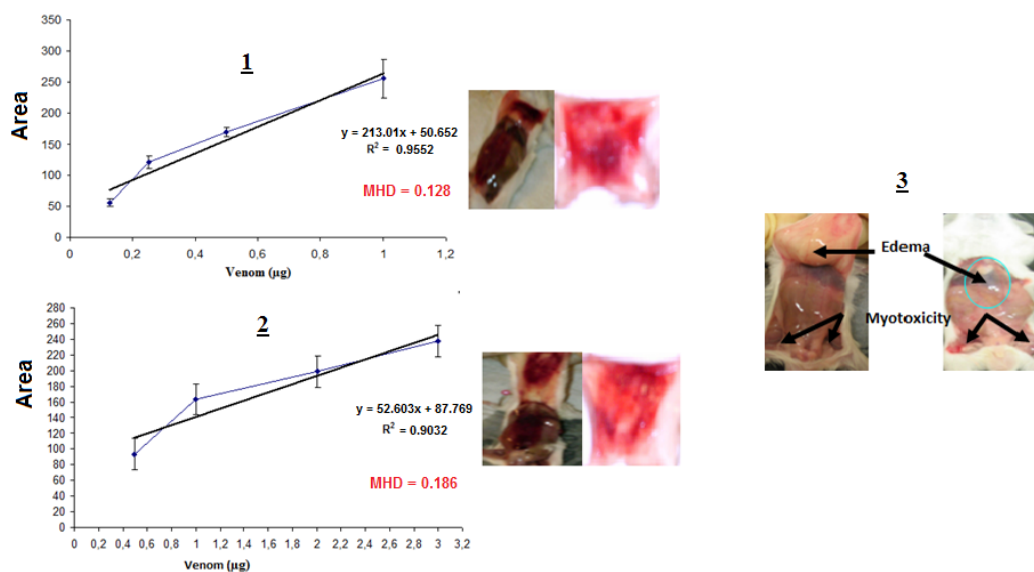 1
Area
350
300
250
200
150
100
50
0
y = 213.01x + 50.652
R² = 0.9552
MHD = 0.128
0 0,2 0,4 0,6 0,8 1 1,2
Venom (µg)
2
Area
280
260
240
220
200
180
160
140
120
100
80
60
40
20
0
y = 52.603x + 87.769
R² = 0.9032
MHD = 0.186
0 0,2 0,4 0,6 0,8 1 1,2 1,4 1,6 1,8 2 2,2 2,4 2,6 2,8 3 3,2
Venom (µg)
3
Edema
Myotoxicity